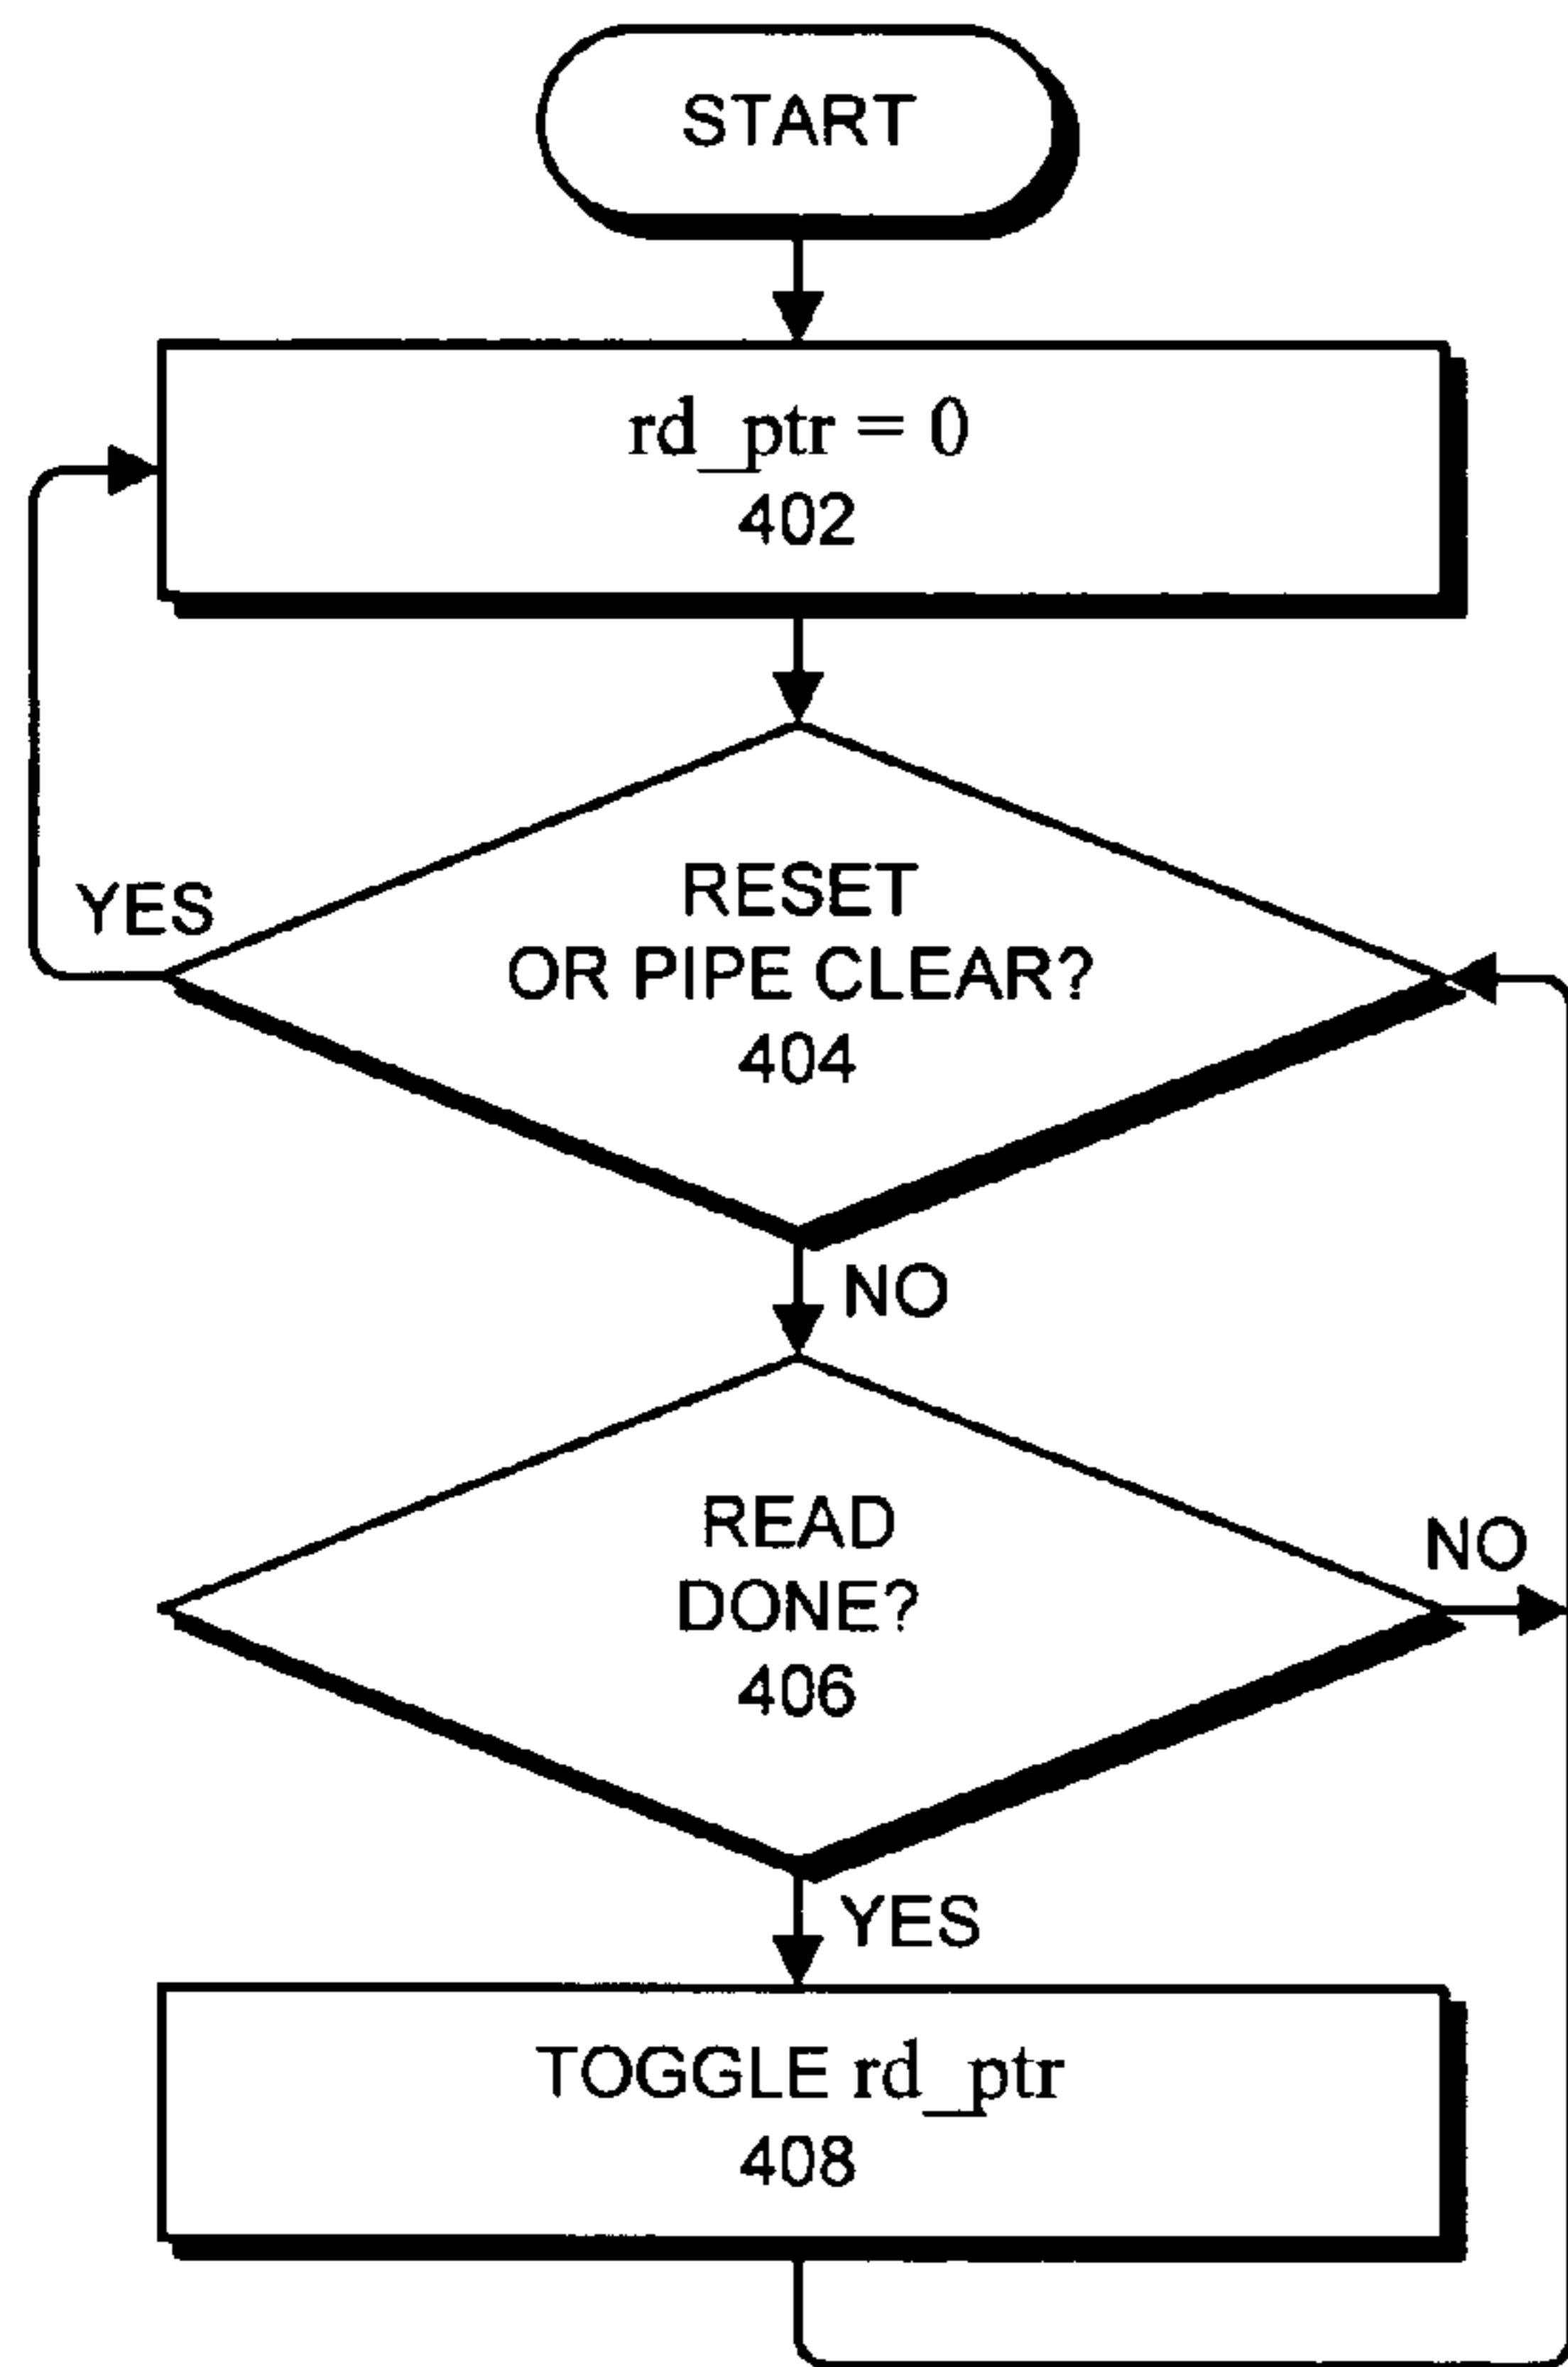 START
rd_ptr = 0
402
YES
RESET
OR PIPE CLEAR?
404
NO
READ
DONE?
406
NO
YES
TOGGLE rd_ptr
408